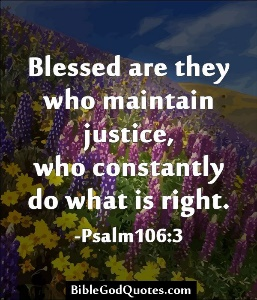 Blessed are they
who maintain
justice,
who constantly
do what is right.
-Psalm106:3
BibleGodQuotes.com